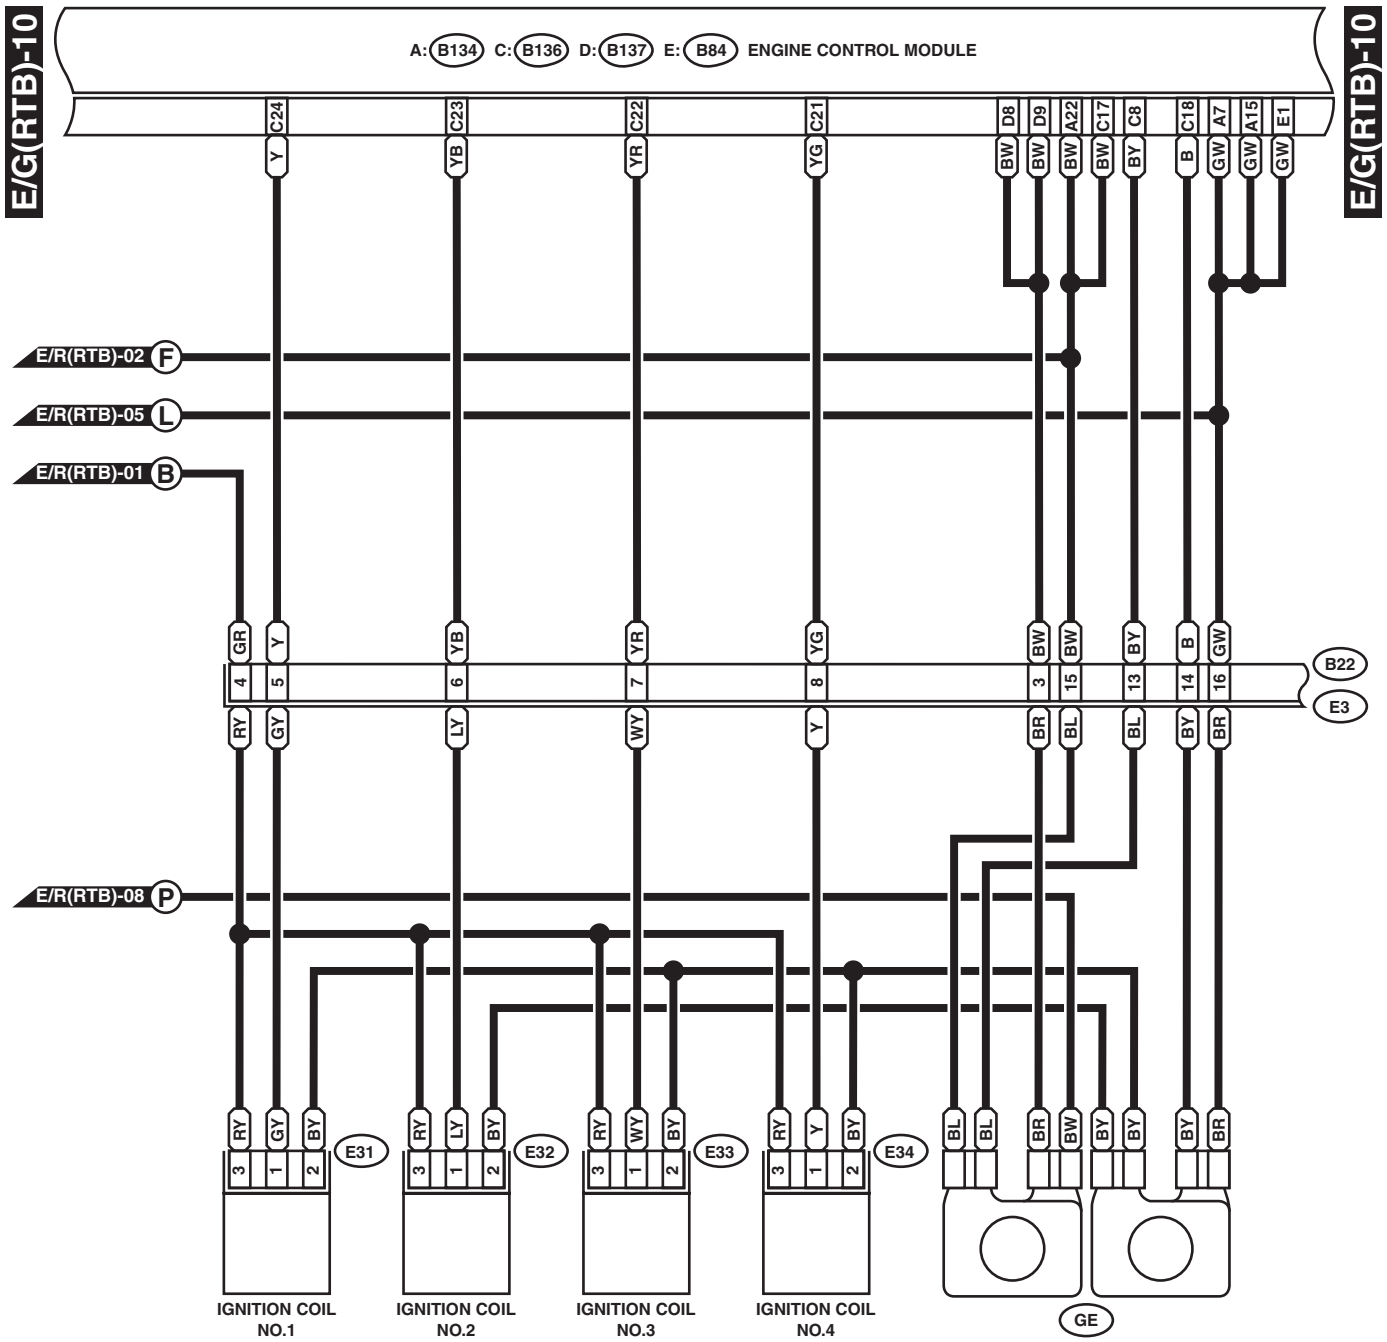 E/G(RTB)-10
E/G(RTB)-10
A: B134 C: B136 D: B137 E: B84 ENGINE CONTROL MODULE
C24 C23 C22 C21 D8 D9 A22 C17 C8 C18 A7 A15 E1
Y YB YR YG BW BW BW BW BY B GW GW GW
E/R(RTB)-02 F
E/R(RTB)-05 L
E/R(RTB)-01 B
GR Y YB YR YG BW BW BY B GW
4 5 6 7 8 3 15 13 14 16
B22
E3
RY GY LY WY Y BR BL BL BY BR
E/R(RTB)-08 P
RY GY BY RY LY BY RY WY BY RY Y BY BL BL BR BW BY BY BY BR
3 1 2 E31 3 1 2 E32 3 1 2 E33 3 1 2 E34
IGNITION COIL
NO.1
IGNITION COIL
NO.2
IGNITION COIL
NO.3
IGNITION COIL
NO.4
GE